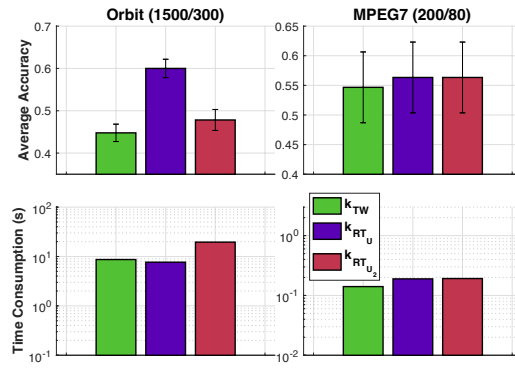 Orbit (1500/300)
MPEG7 (200/80)
Average Accuracy
0.7
0.6
0.5
0.4
0.65
0.6
0.55
0.5
0.45
0.4
Time Consumption (s)
10^2
10^1
10^0
10^-1
10^0
10^-1
10^-2
k_TW
k_RT_U
k_RT_U_2